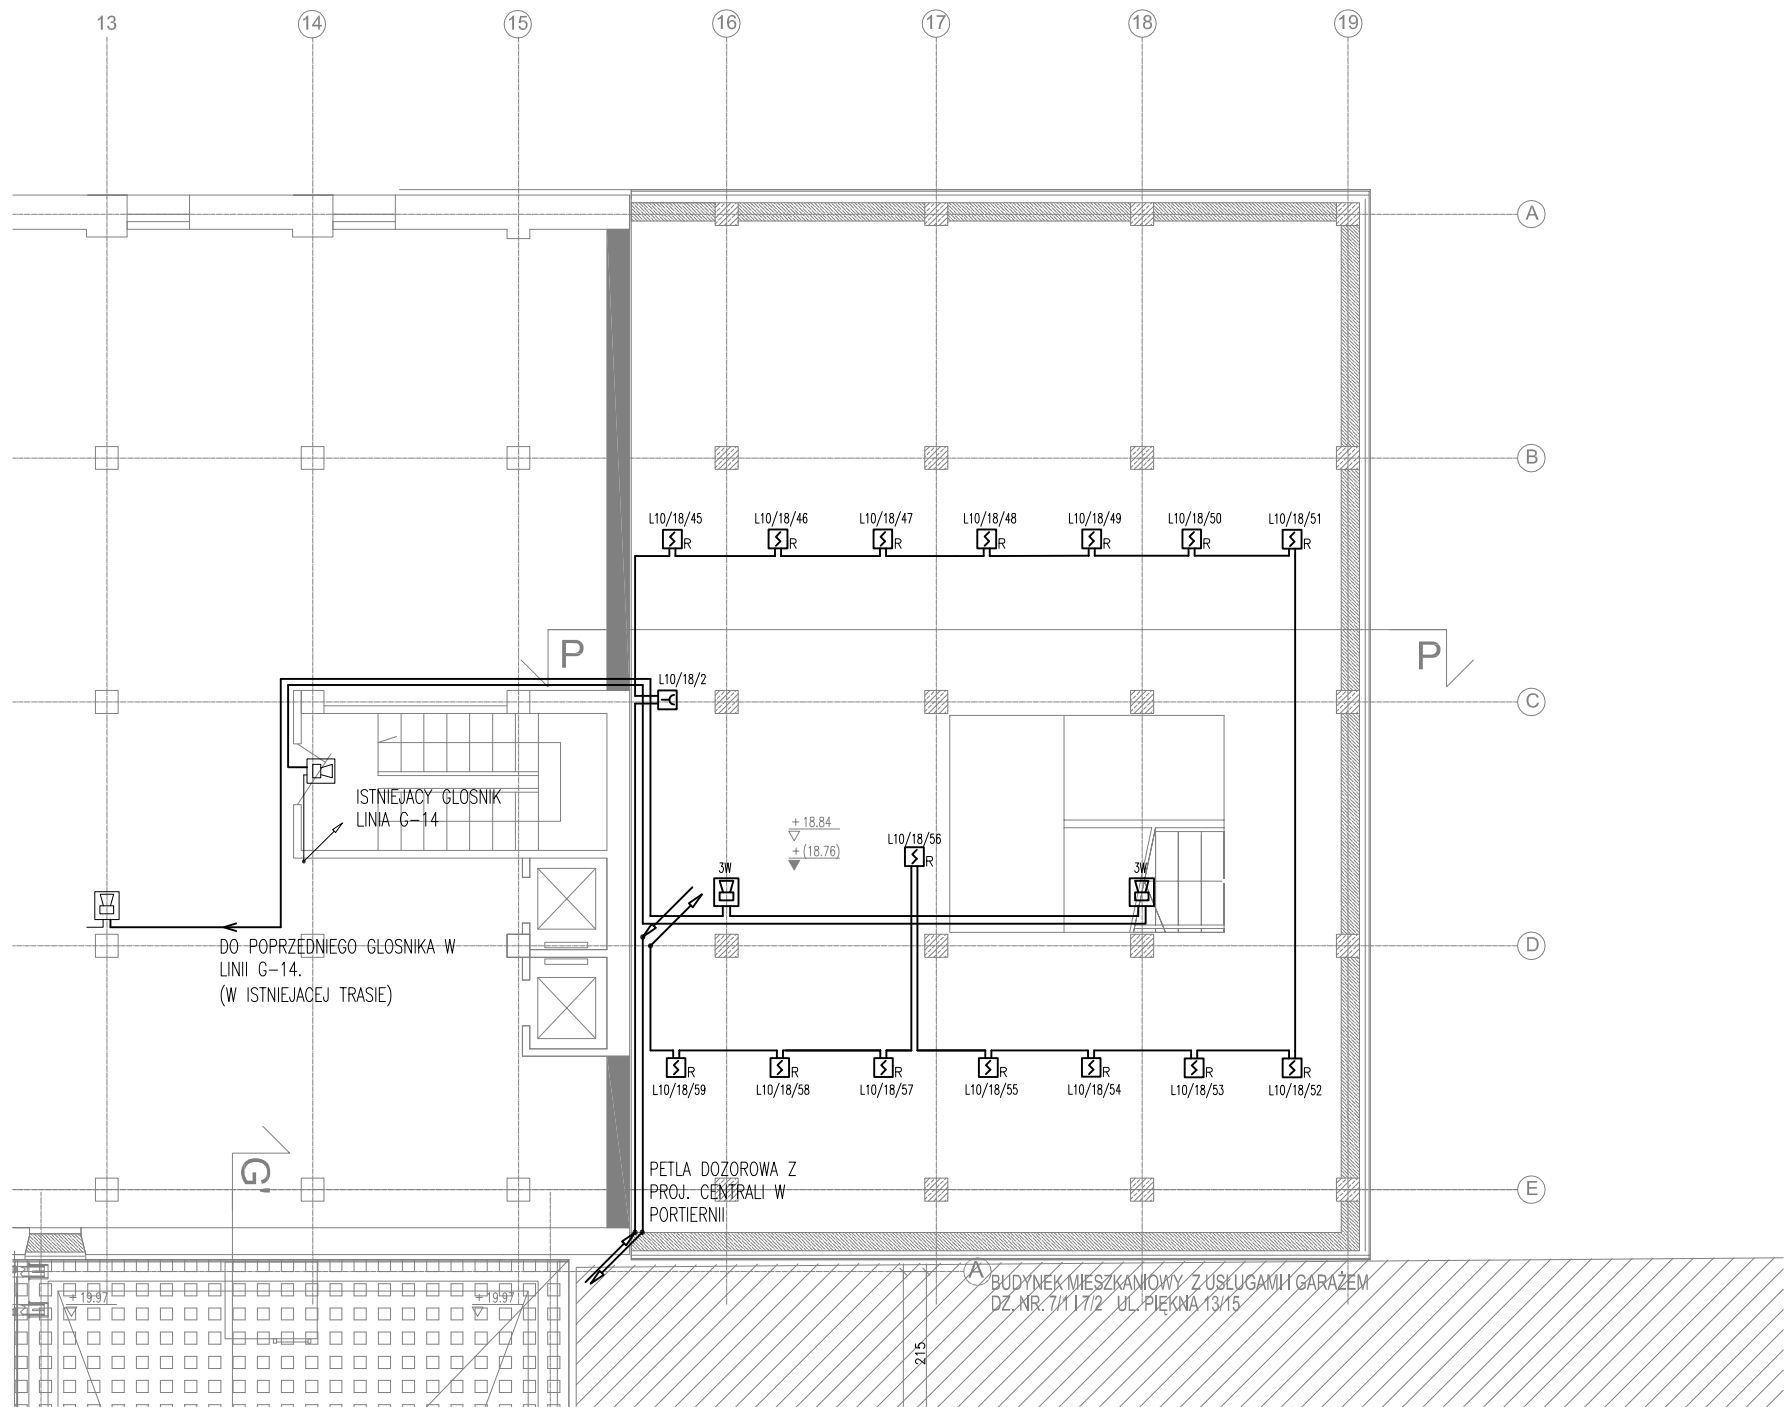 13
14
15
16
17
18
19
A
B
L10/18/45
L10/18/46
L10/18/47
L10/18/48
L10/18/49
L10/18/50
L10/18/51
R
R
R
R
R
R
R
P
P
L10/18/2
C
ISTNIEJACY GLOSNIK
LINIA G-14
+ 18.84
+(18.76)
L10/18/56
R
3W
3W
DO POPRZEDNIEGO GLOSNIKA W
LINII G-14.
(W ISTNIEJACEJ TRASIE)
D
R
R
R
R
R
R
R
L10/18/59
L10/18/58
L10/18/57
L10/18/55
L10/18/54
L10/18/53
L10/18/52
G'
PETLA DOZOROWA Z
PROJ. CENTRALI W
PORTIERNII
E
A
BUDYNEK MIESZKANIOWY Z USŁUGAMI I GARAŻEM
DZ. NR. 7/1 I 7/2 UL. PIĘKNA 13/15
+ 19.97
+ 19.97
215